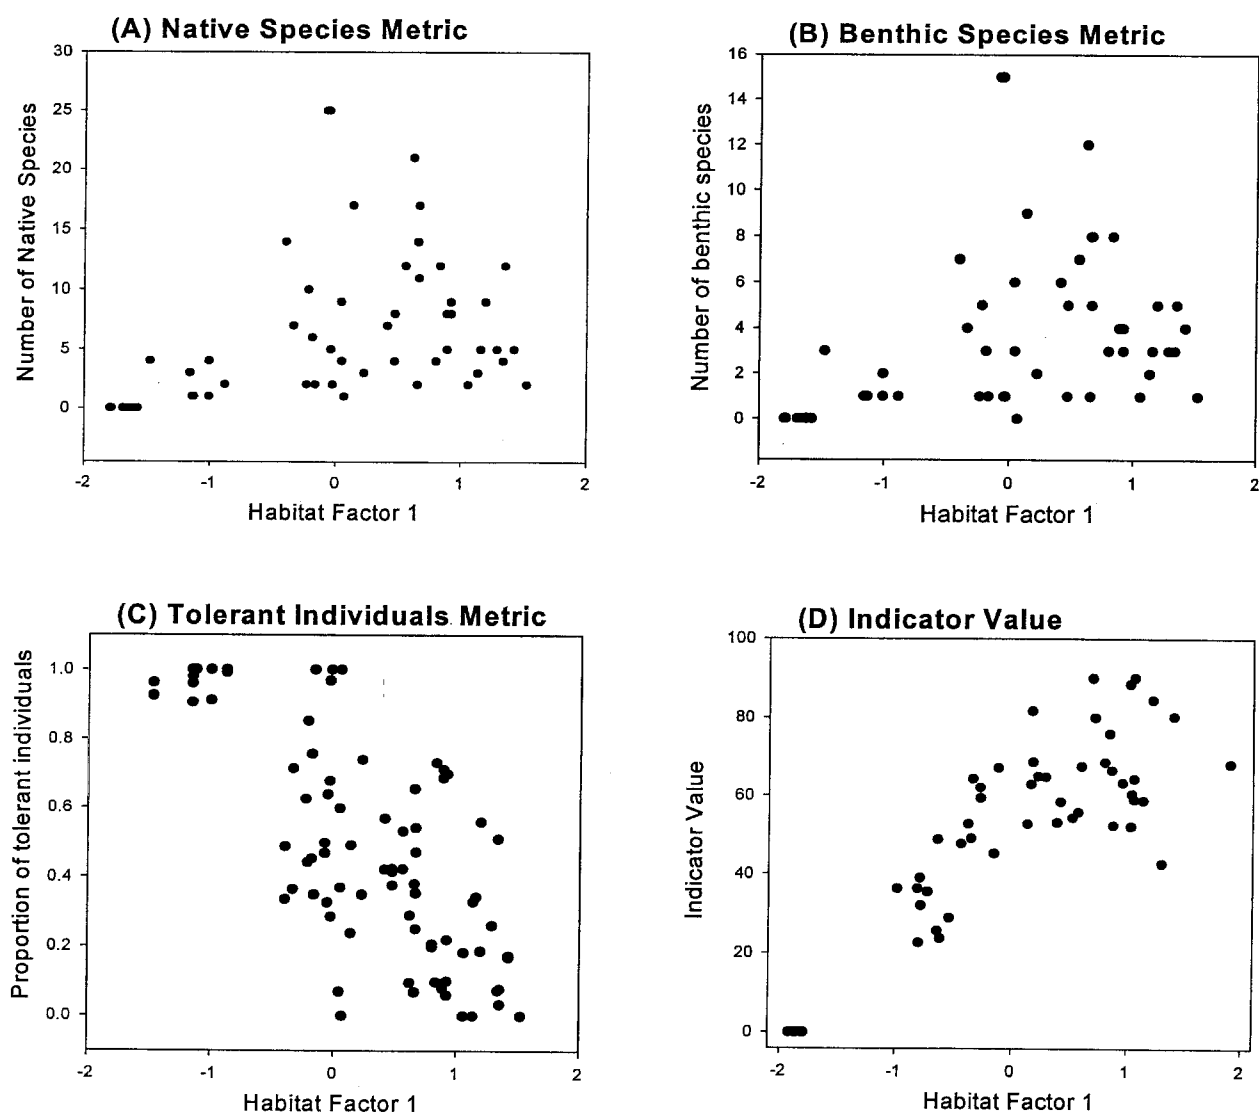 (A) Native Species Metric
30
25
20
15
10
5
0
Number of Native Species
-2 -1 0 1 2
Habitat Factor 1
(B) Benthic Species Metric
16
14
12
10
8
6
4
2
0
Number of benthic species
-2 -1 0 1 2
Habitat Factor 1
(C) Tolerant Individuals Metric
1.0
0.8
0.6
0.4
0.2
0.0
Proportion of tolerant individuals
-2 -1 0 1 2
Habitat Factor 1
(D) Indicator Value
100
80
60
40
20
0
Indicator Value
-2 -1 0 1 2
Habitat Factor 1